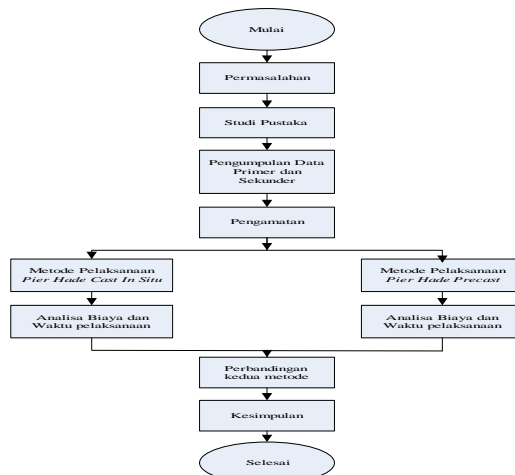 Mulai
Permasalahan
Studi Pustaka
Pengumpulan Data
Primer dan
Sekunder
Pengamatan
Metode Pelaksanaan
Pier Hade Cast In Situ
Metode Pelaksanaan
Pier Hade Precast
Analisa Biaya dan
Waktu pelaksanaan
Analisa Biaya dan
Waktu pelaksanaan
Perbandingan
kedua metode
Kesimpulan
Selesai